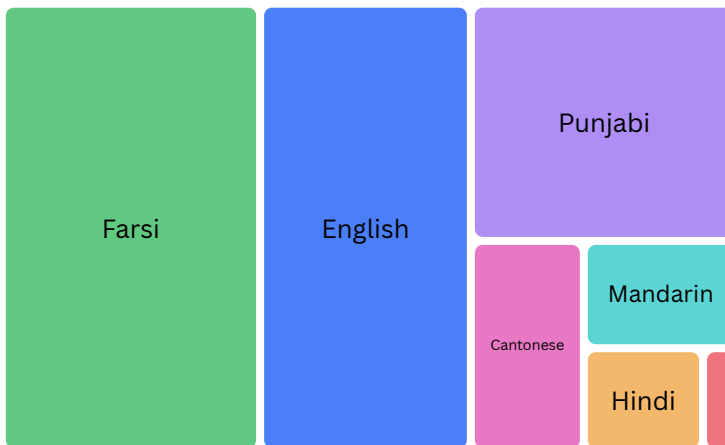 Farsi
English
Punjabi
Cantonese
Mandarin
Hindi